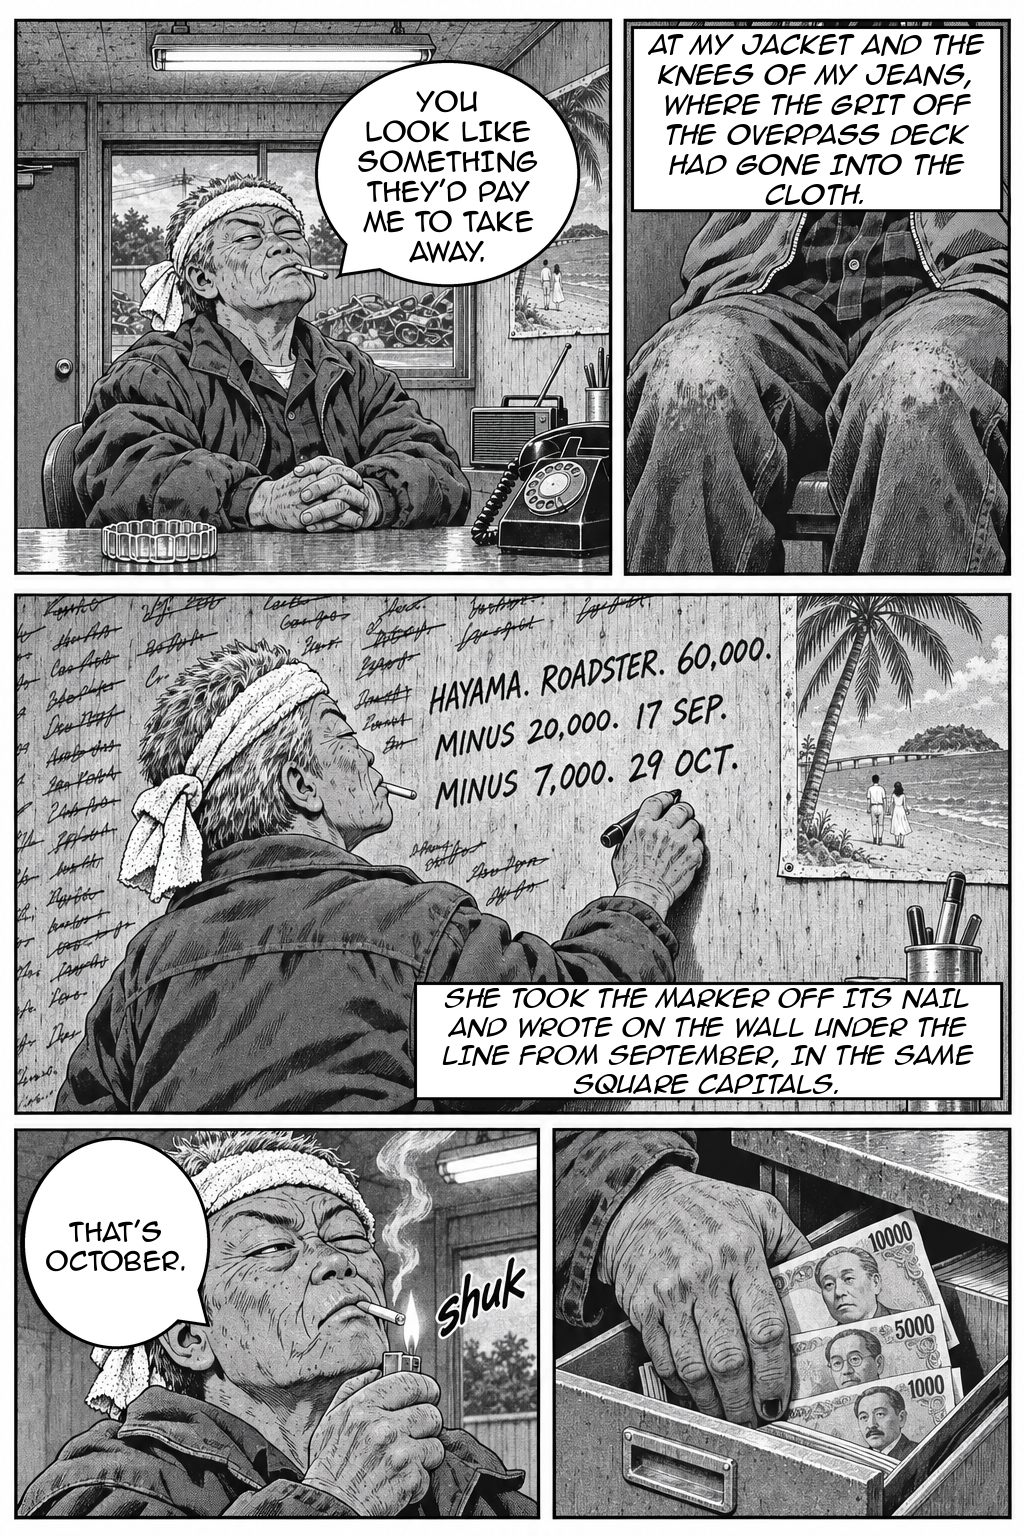 YOU
LOOK LIKE
SOMETHING
THEY'D PAY
ME TO TAKE
AWAY.
AT MY JACKET AND THE
KNEES OF MY JEANS,
WHERE THE GRIT OFF
THE OVERPASS DECK
HAD GONE INTO THE
CLOTH.
HAYAMA. ROADSTER. 60,000.
MINUS 20,000. 17 SEP.
MINUS 7,000. 29 OCT.
SHE TOOK THE MARKER OFF ITS NAIL
AND WROTE ON THE WALL UNDER THE
LINE FROM SEPTEMBER, IN THE SAME
SQUARE CAPITALS.
THAT'S
OCTOBER.
shuk
10000
5000
1000